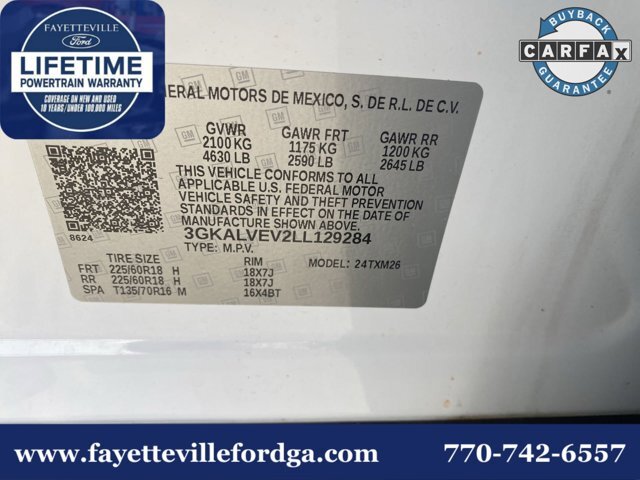 FAYETTEVILLE
LIFETIME
POWERTRAIN WARRANTY
COVERAGE ON NEW AND USED
10 YEARS/ UNDER 100,000 MILES
BUYBACK
CARFAX
GUARANTEE
GENERAL MOTORS DE MEXICO, S. DE R.L. DE C.V.
GVWR GAWR FRT GAWR RR
2100 KG 1175 KG 1200 KG
4630 LB 2590 LB 2645 LB
THIS VEHICLE CONFORMS TO ALL
APPLICABLE U.S. FEDERAL MOTOR
VEHICLE SAFETY AND THEFT PREVENTION
STANDARDS IN EFFECT ON THE DATE OF
MANUFACTURE SHOWN ABOVE.
8624
3GKALVEV2LL129284
TYPE: M.P.V.
TIRE SIZE RIM MODEL: 24TXM26
FRT 225/60R18 H 18X7J
RR 225/60R18 H 18X7J
SPA T135/70R16 M 16X4BT
www.fayettevillefordga.com 770-742-6557